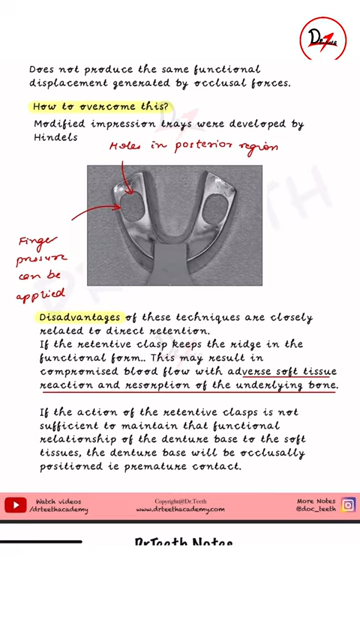 Dr
Does not produce the same functional
displacement generated by occlusal forces.
How to overcome this?
Modified impression trays were developed by
Hindels
Holes in posterior region
Finger
pressure
can be
applied
Disadvantages of these techniques are closely
related to direct retention.
If the retentive clasp keeps the ridge in the
functional form.. This may result in
compromised blood flow with adverse soft tissue
reaction and resorption of the underlying bone.
If the action of the retentive clasps is not
sufficient to maintain that functional
relationship of the denture base to the soft
tissues, the denture base will be occlusally
positioned ie premature contact.
Watch videos
/drteethacademy
Copyright@Dr.Teeth
www.drteethacademy.com
More Notes
@doc_teeth
DrTeeth Notes